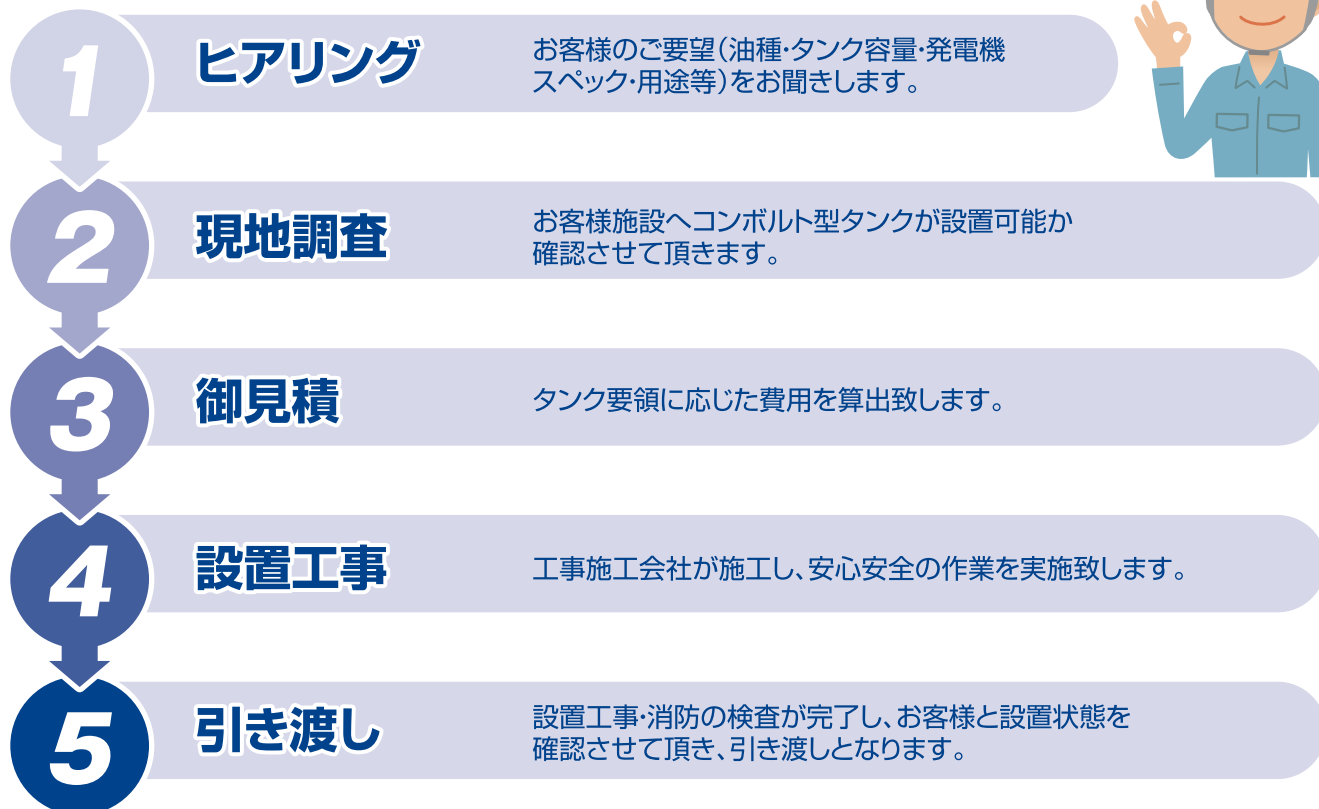 1
ヒアリング
お客様のご要望（油種・タンク容量・発電機
スペック・用途等）をお聞きします。
2
現地調査
お客様施設へコンボルト型タンクが設置可能か
確認させて頂きます。
3
御見積
タンク要領に応じた費用を算出致します。
4
設置工事
工事施工会社が施工し、安心安全の作業を実施致します。
5
引き渡し
設置工事・消防の検査が完了し、お客様と設置状態を
確認させて頂き、引き渡しとなります。